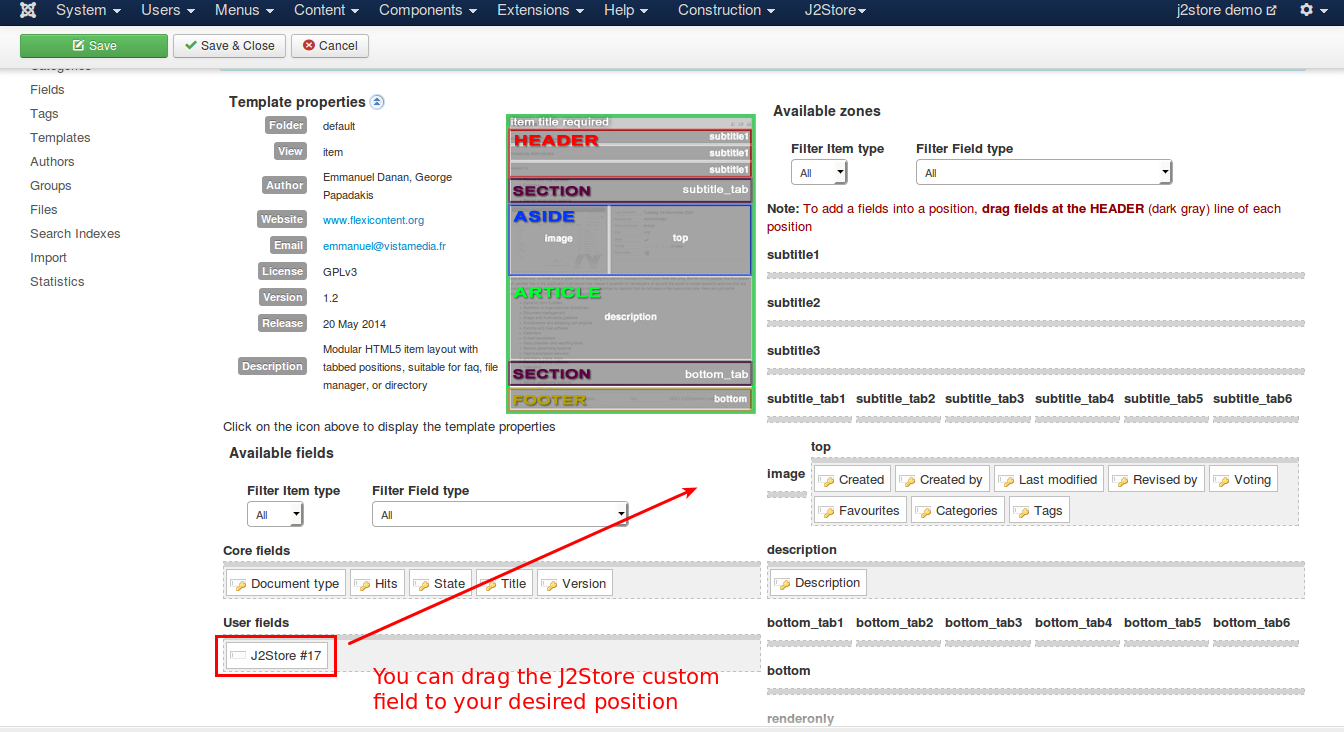 System Users Menus Content Components Extensions Help Construction J2Store j2store demo
Save Save & Close Cancel
Categories
Fields
Tags
Templates
Authors
Groups
Files
Search Indexes
Import
Statistics
Template properties
Folder default
View item
Author Emmanuel Danan, George
Papadakis
Website www.flexicontent.org
Email emmanuel@vistamedia.fr
License GPLv3
Version 1.2
Release 20 May 2014
Description Modular HTML5 item layout with
tabbed positions, suitable for faq, file
manager, or directory
item title required
HEADER subtitle1
subtitle1
subtitle1
SECTION subtitle_tab
ASIDE
image top
ARTICLE
description
SECTION bottom_tab
FOOTER bottom
Click on the icon above to display the template properties
Available fields
Filter Item type Filter Field type
All All
Core fields
Document type Hits State Title Version
User fields
J2Store #17
You can drag the J2Store custom
field to your desired position
Available zones
Filter Item type Filter Field type
All All
Note: To add a fields into a position, drag fields at the HEADER (dark gray) line of each
position
subtitle1
subtitle2
subtitle3
subtitle_tab1 subtitle_tab2 subtitle_tab3 subtitle_tab4 subtitle_tab5 subtitle_tab6
top
image
Created Created by Last modified Revised by Voting
Favourites Categories Tags
description
Description
bottom_tab1 bottom_tab2 bottom_tab3 bottom_tab4 bottom_tab5 bottom_tab6
bottom
renderonly